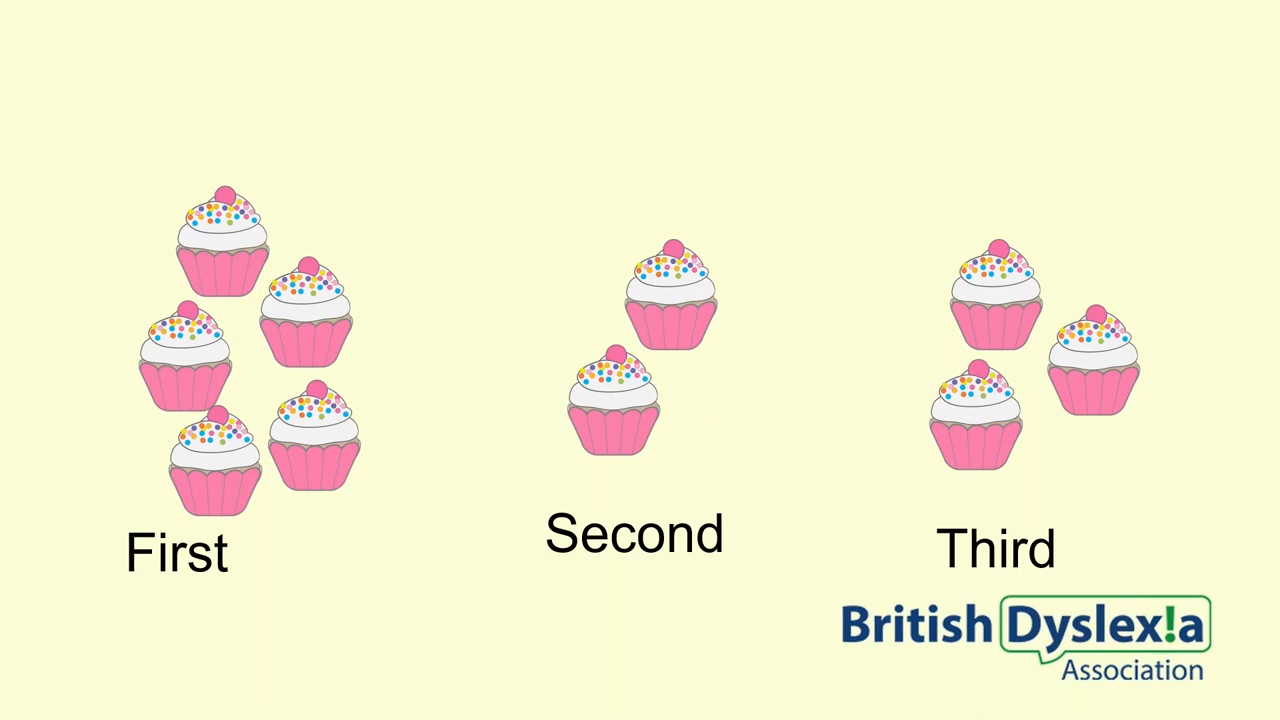 First
Second
Third
British Dyslex!a
Association